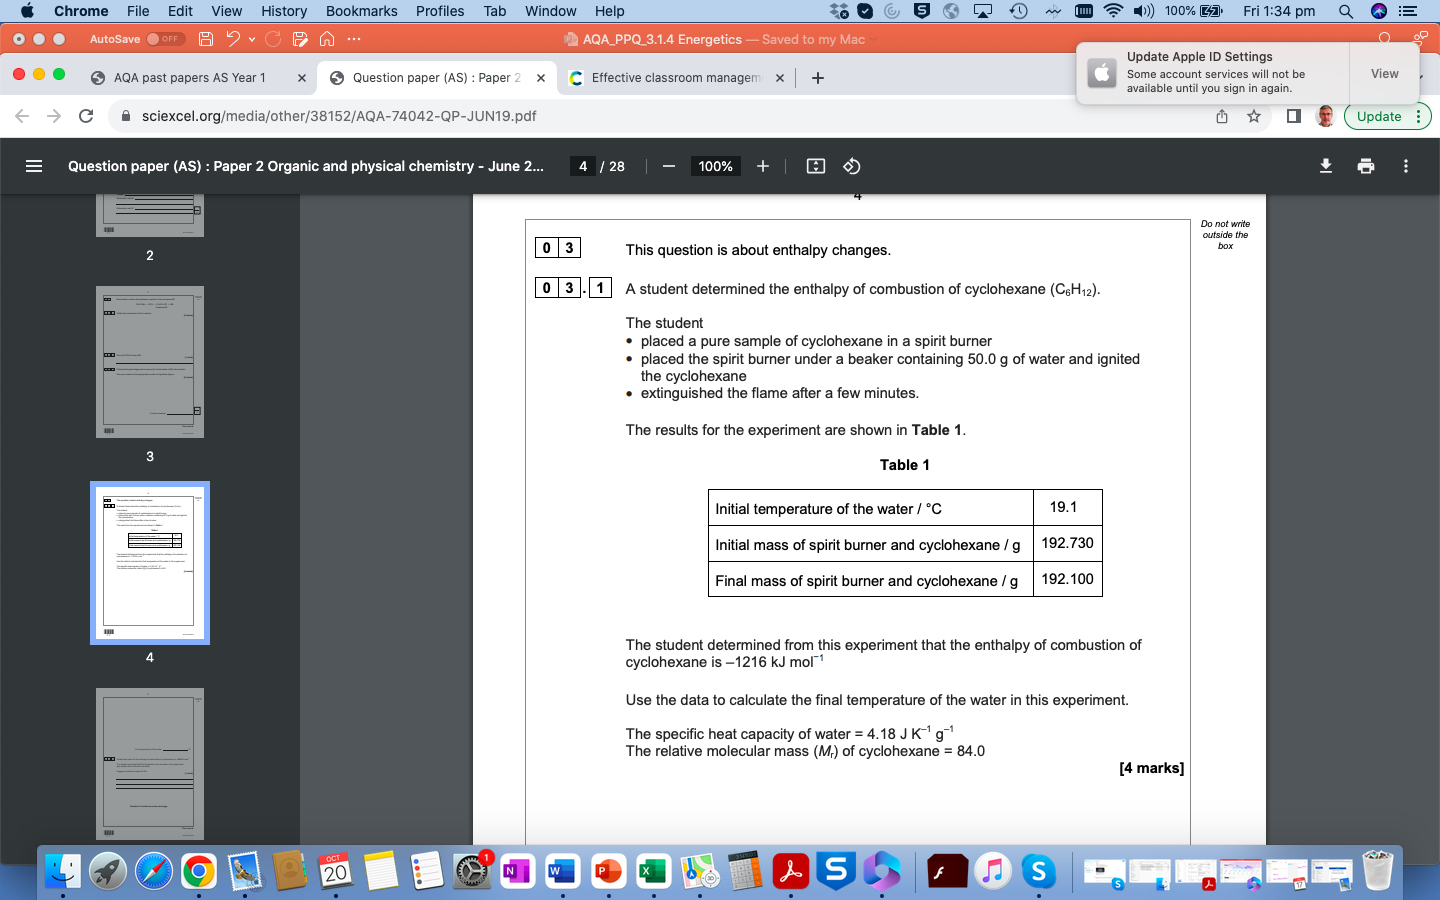 Chrome File Edit View History Bookmarks Profiles Tab Window Help 100% Fri 1:34 pm
AutoSave OFF AQA_PPQ_3.1.4 Energetics — Saved to my Mac
AQA past papers AS Year 1 Question paper (AS) : Paper 2 Effective classroom managem
Update Apple ID Settings
Some account services will not be
available until you sign in again.
View
sciexcel.org/media/other/38152/AQA-74042-QP-JUN19.pdf Update
Question paper (AS) : Paper 2 Organic and physical chemistry - June 2... 4 / 28 100%
2
3
4
4
Do not write
outside the
box
0 3 This question is about enthalpy changes.
0 3 . 1 A student determined the enthalpy of combustion of cyclohexane (C₆H₁₂).
The student
• placed a pure sample of cyclohexane in a spirit burner
• placed the spirit burner under a beaker containing 50.0 g of water and ignited
the cyclohexane
• extinguished the flame after a few minutes.
The results for the experiment are shown in Table 1.
Table 1
Initial temperature of the water / °C 19.1
Initial mass of spirit burner and cyclohexane / g 192.730
Final mass of spirit burner and cyclohexane / g 192.100
The student determined from this experiment that the enthalpy of combustion of
cyclohexane is –1216 kJ mol⁻¹
Use the data to calculate the final temperature of the water in this experiment.
The specific heat capacity of water = 4.18 J K⁻¹ g⁻¹
The relative molecular mass (Mᵣ) of cyclohexane = 84.0
[4 marks]
OCT
20
1
N
W
P
X
S
S
17